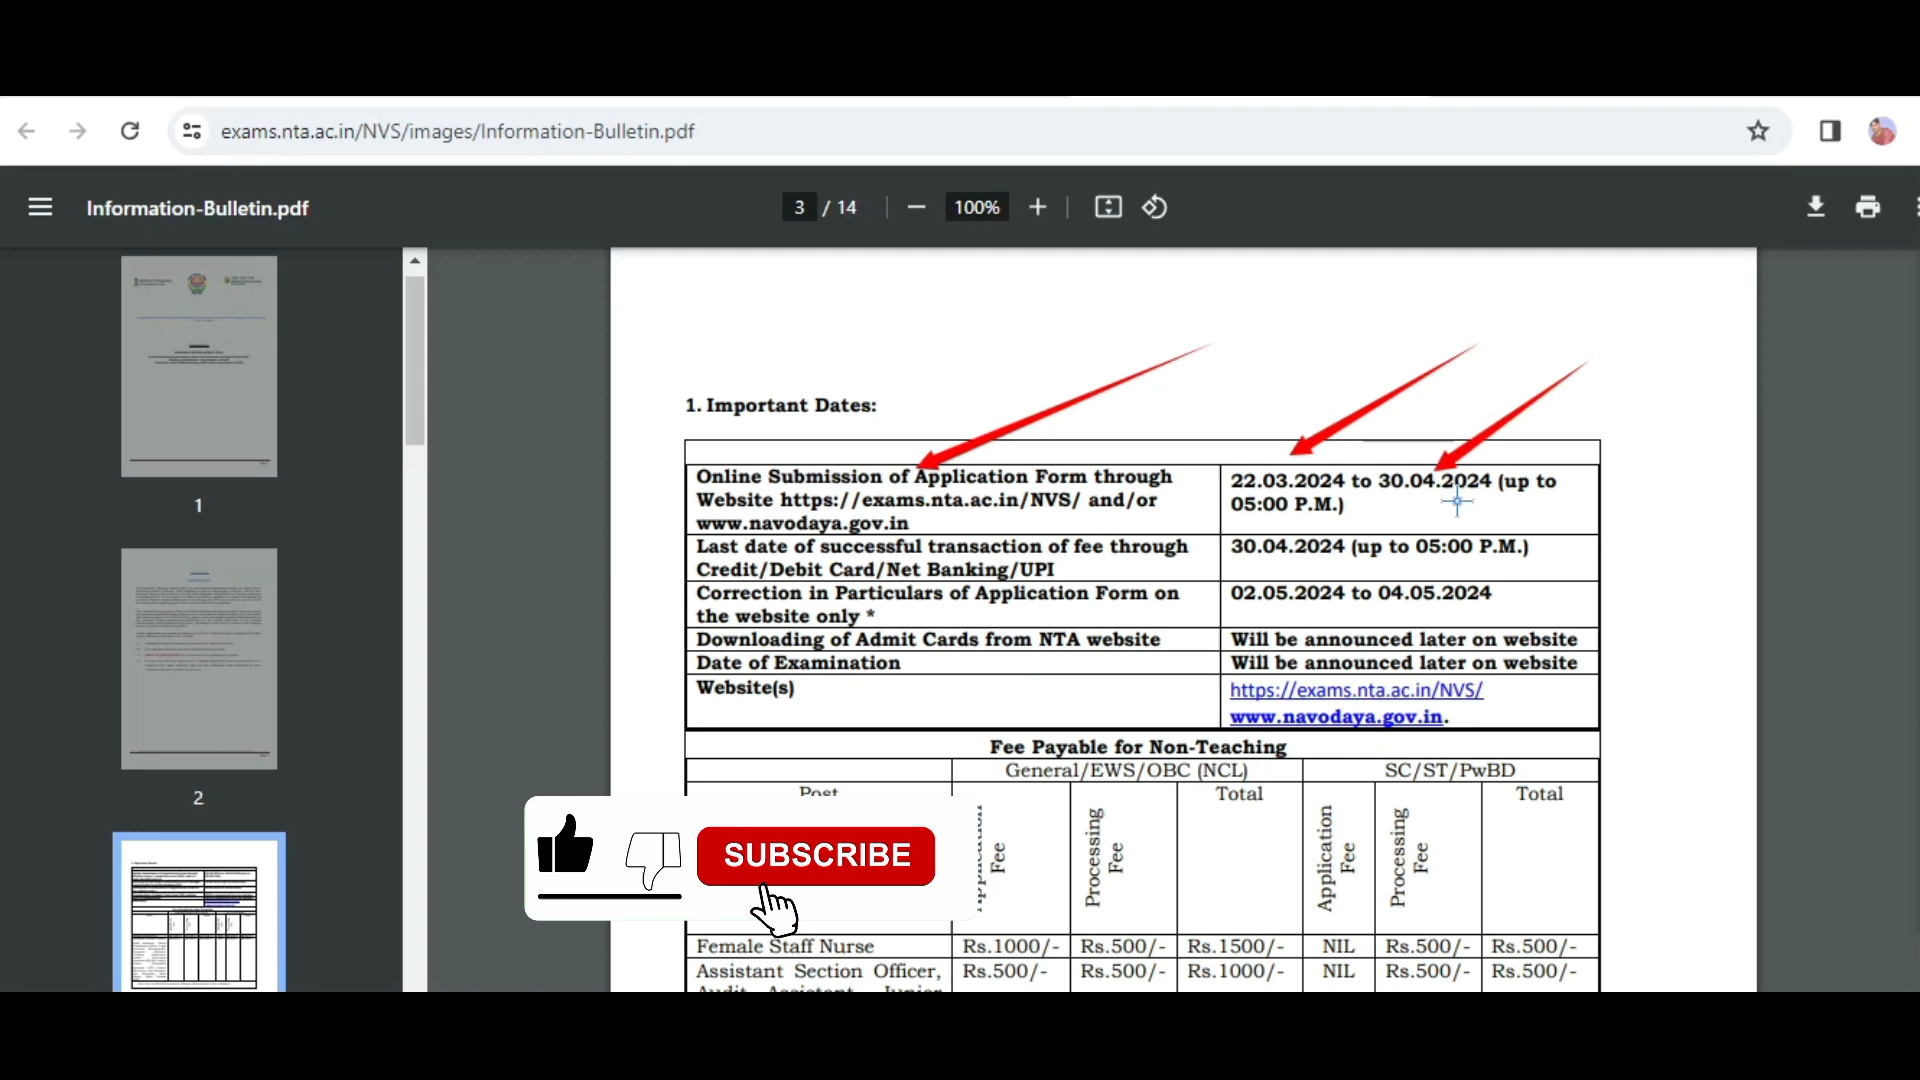 exams.nta.ac.in/NVS/images/Information-Bulletin.pdf
Information-Bulletin.pdf
3 / 14
100%
1
2
1. Important Dates:
Online Submission of Application Form through
Website https://exams.nta.ac.in/NVS/ and/or
www.navodaya.gov.in
22.03.2024 to 30.04.2024 (up to
05:00 P.M.)
Last date of successful transaction of fee through
Credit/Debit Card/Net Banking/UPI
30.04.2024 (up to 05:00 P.M.)
Correction in Particulars of Application Form on
the website only *
02.05.2024 to 04.05.2024
Downloading of Admit Cards from NTA website
Will be announced later on website
Date of Examination
Will be announced later on website
Website(s)
https://exams.nta.ac.in/NVS/
www.navodaya.gov.in.
Fee Payable for Non-Teaching
General/EWS/OBC (NCL)
SC/ST/PwBD
Post
Application Fee
Processing Fee
Total
Application Fee
Processing Fee
Total
SUBSCRIBE
Female Staff Nurse Rs.1000/- Rs.500/- Rs.1500/- NIL Rs.500/- Rs.500/-
Assistant Section Officer, Rs.500/- Rs.500/- Rs.1000/- NIL Rs.500/- Rs.500/-
Audit Assistant, Junior